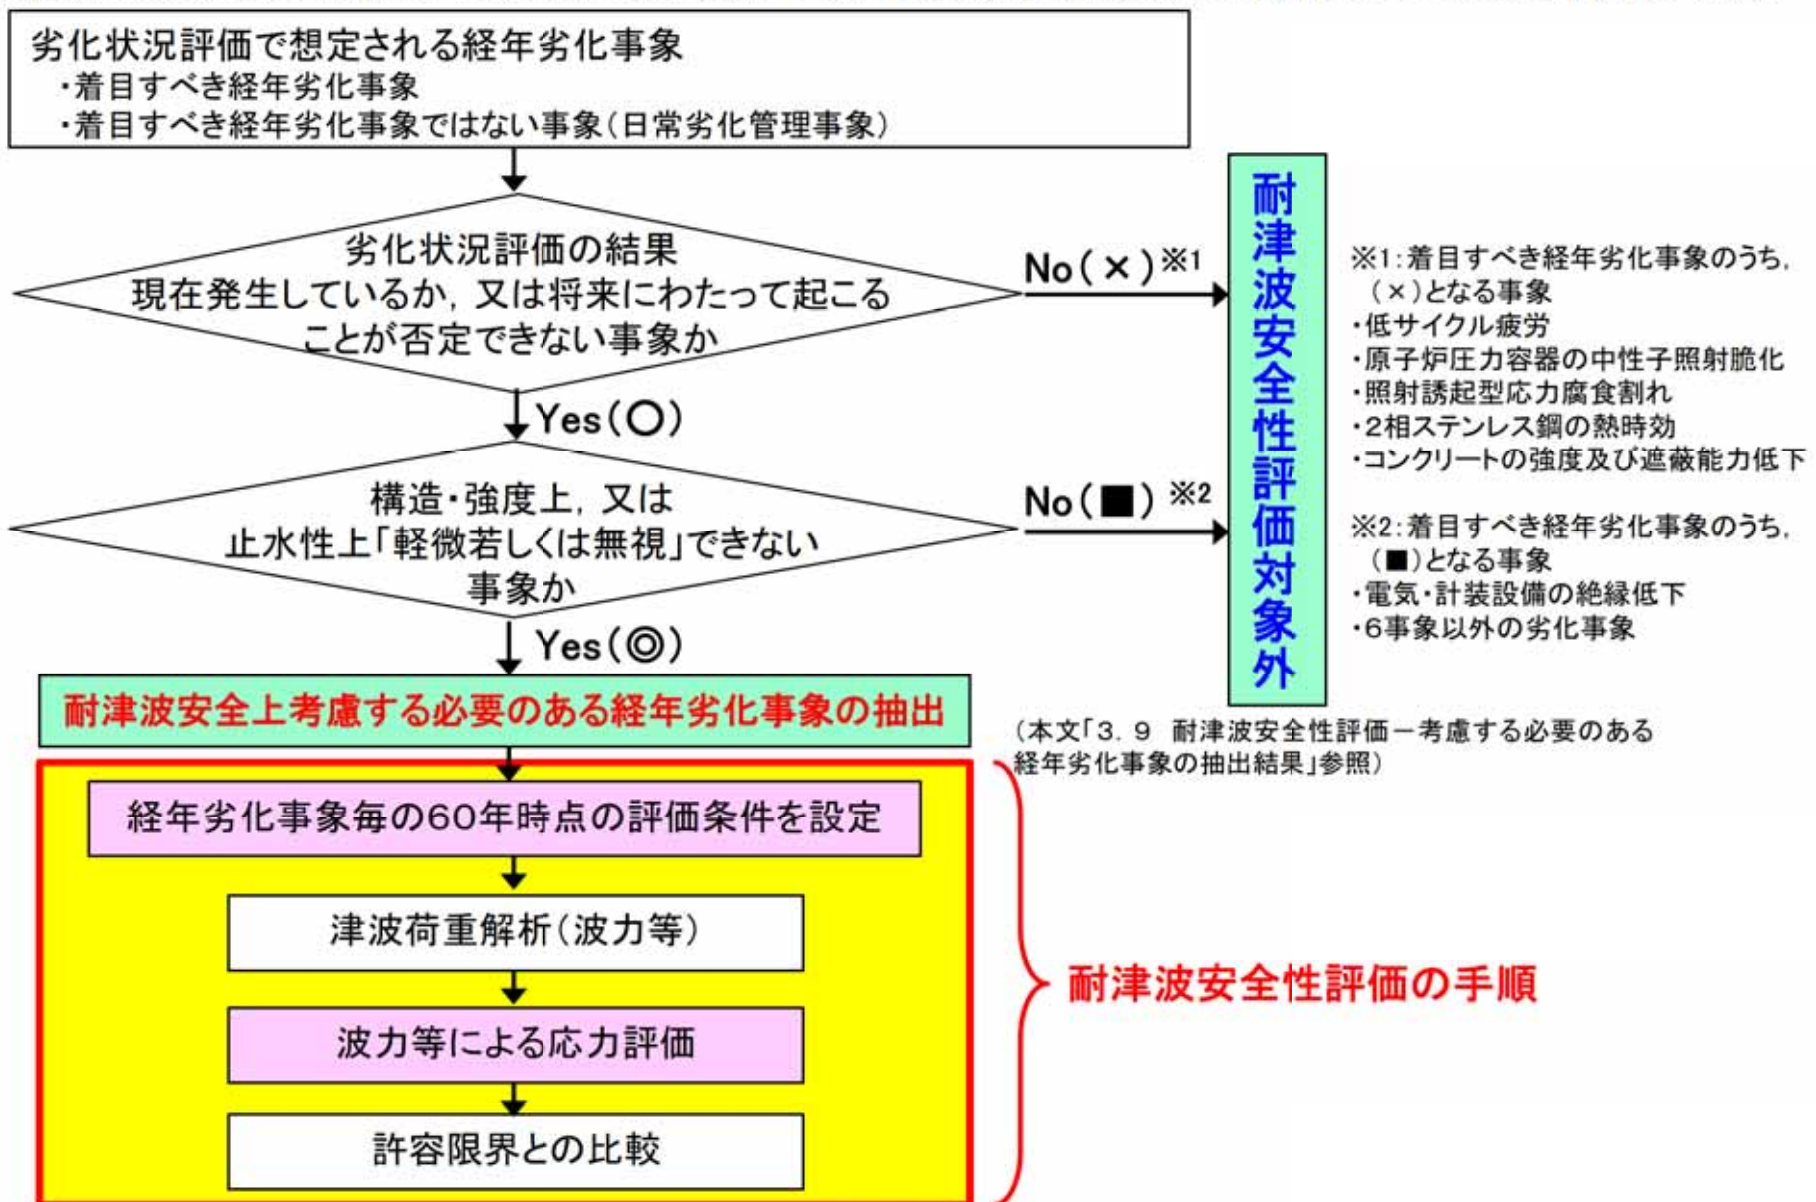 劣化状況評価で想定される経年劣化事象
・着目すべき経年劣化事象
・着目すべき経年劣化事象ではない事象(日常劣化管理事象)
劣化状況評価の結果
現在発生しているか,又は将来にわたって起こる
ことが否定できない事象か
No(×)※1
Yes(○)
構造・強度上,又は
止水性上「軽微若しくは無視」できない
事象か
No(■)※2
Yes(◎)
耐津波安全性評価対象外
※1:着目すべき経年劣化事象のうち,
(×)となる事象
・低サイクル疲労
・原子炉圧力容器の中性子照射脆化
・照射誘起型応力腐食割れ
・2相ステンレス鋼の熱時効
・コンクリートの強度及び遮蔽能力低下
※2:着目すべき経年劣化事象のうち,
(■)となる事象
・電気・計装設備の絶縁低下
・6事象以外の劣化事象
耐津波安全上考慮する必要のある経年劣化事象の抽出
(本文「3.9 耐津波安全性評価-考慮する必要のある
経年劣化事象の抽出結果」参照)
経年劣化事象毎の60年時点の評価条件を設定
津波荷重解析(波力等)
波力等による応力評価
許容限界との比較
耐津波安全性評価の手順